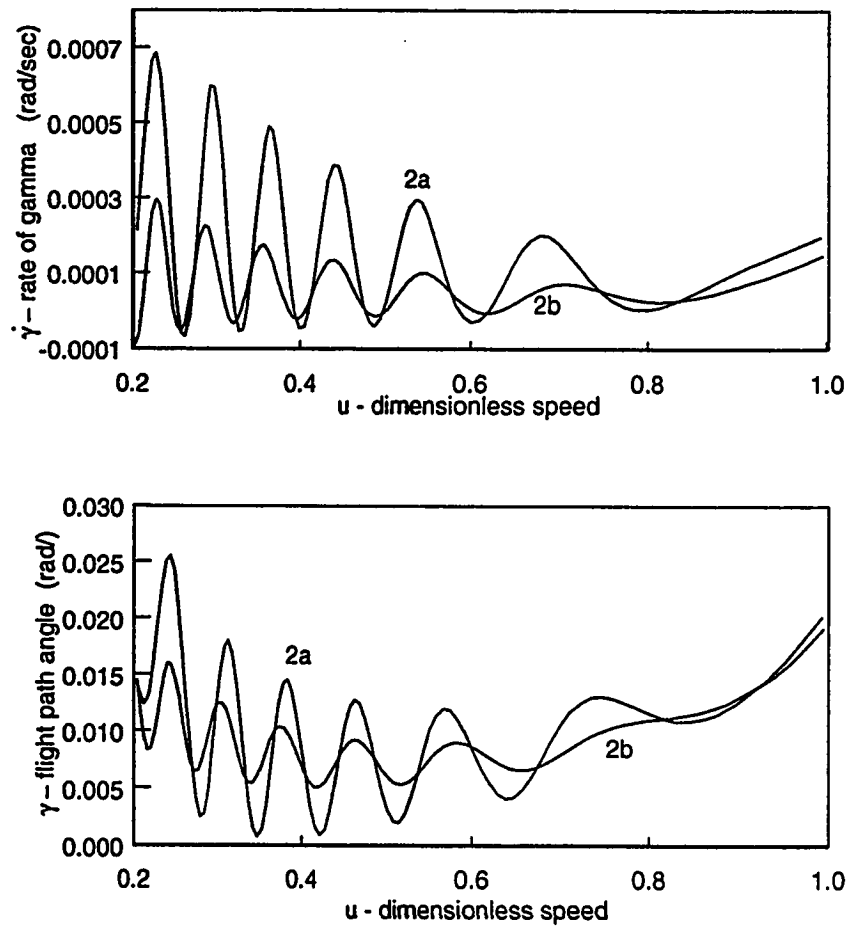 γ̇ – rate of gamma (rad/sec)
0.0007
0.0005
0.0003
0.0001
-0.0001
2a
2b
0.2 0.4 0.6 0.8 1.0
u - dimensionless speed
γ – flight path angle (rad/)
0.030
0.025
0.020
0.015
0.010
0.005
0.000
2a
2b
0.2 0.4 0.6 0.8 1.0
u - dimensionless speed